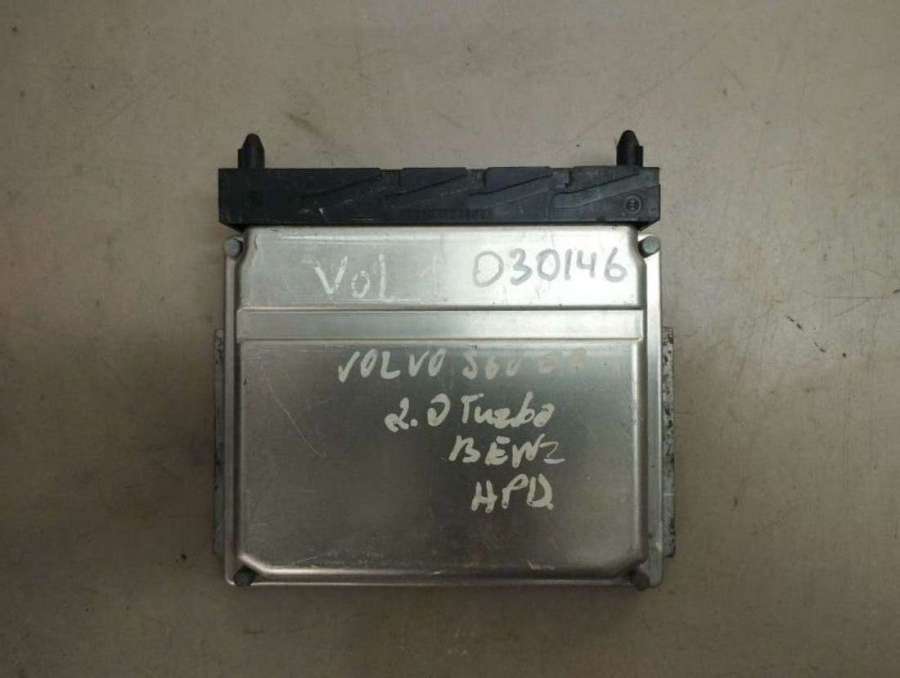 Vol 030146
VOLVO S60
2.0 Turbo
BENZ
HPD